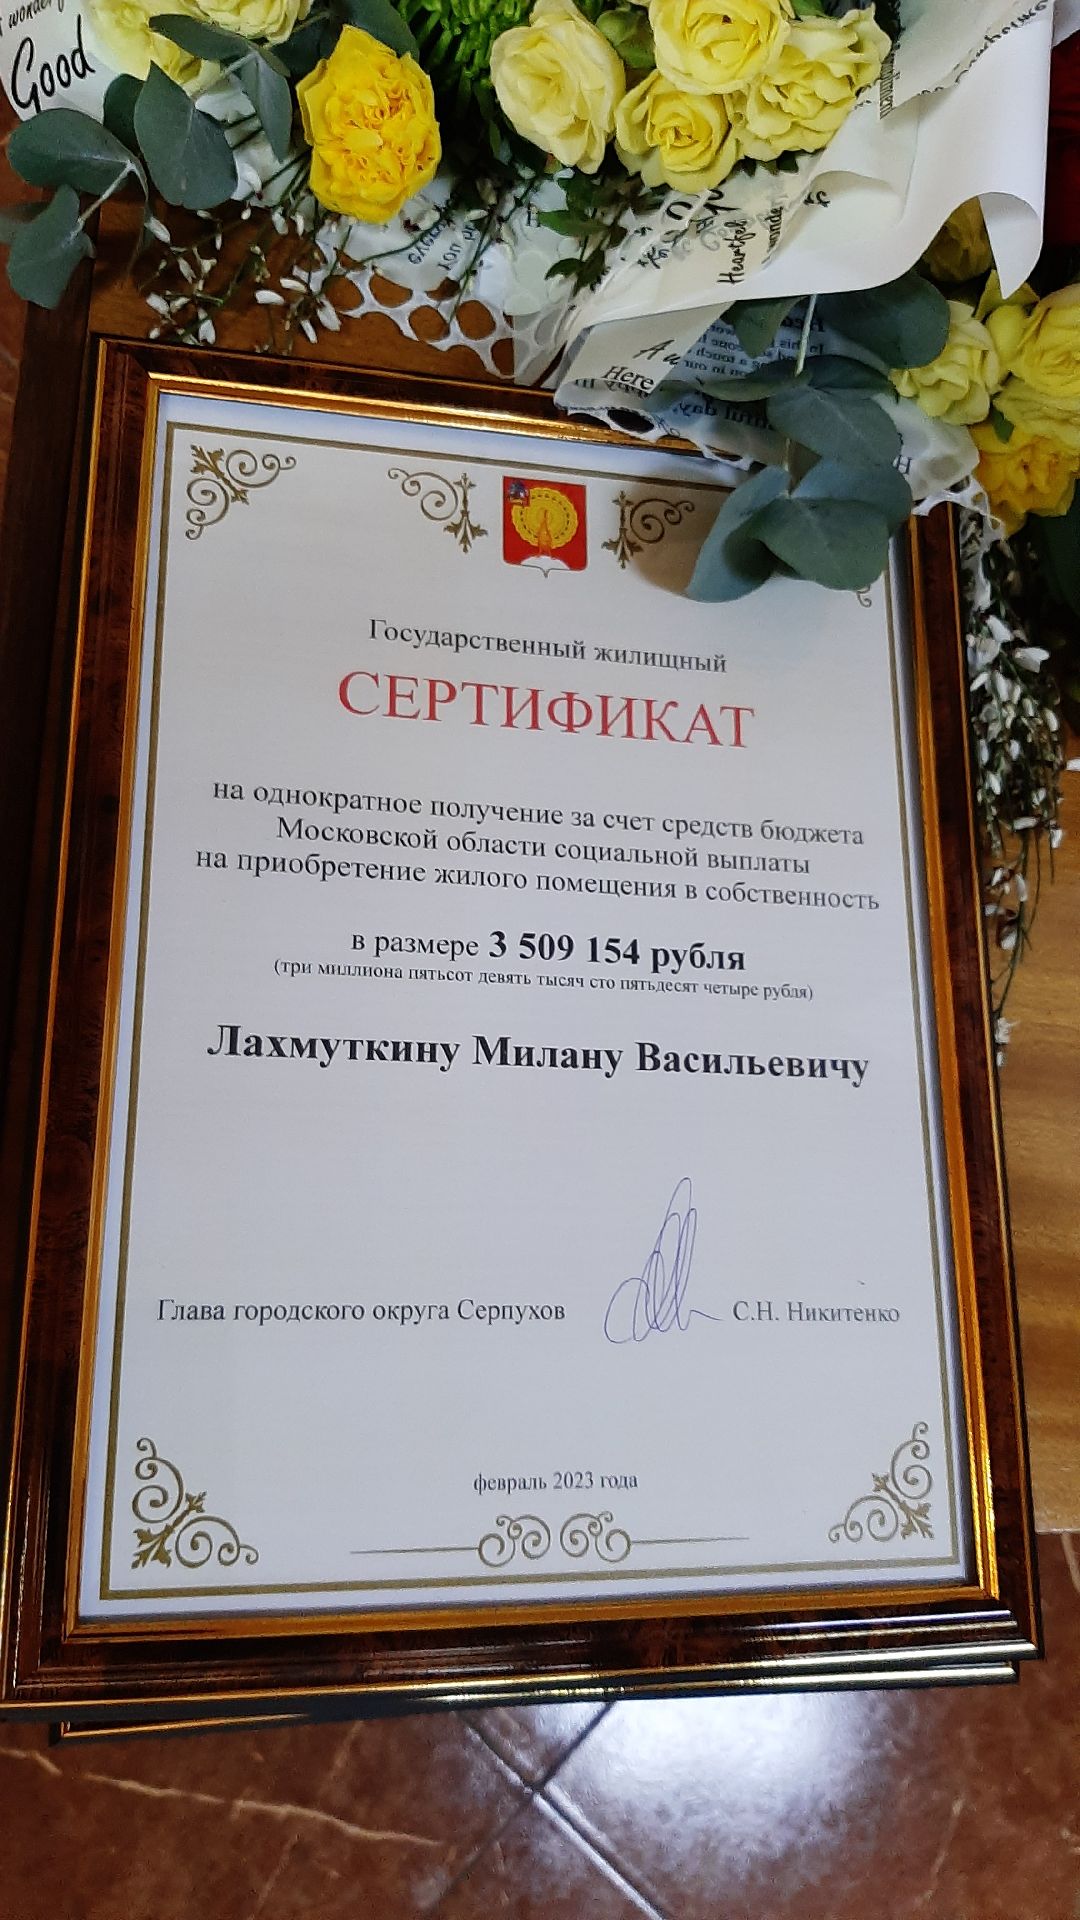 Good
Heartfel
Here
Государственный жилищный
СЕРТИФИКАТ
на однократное получение за счет средств бюджета
Московской области социальной выплаты
на приобретение жилого помещения в собственность
в размере 3 509 154 рубля
(три миллиона пятьсот девять тысяч сто пятьдесят четыре рубля)
Лахмуткину Милану Васильевичу
Глава городского округа Серпухов С.Н. Никитенко
февраль 2023 года